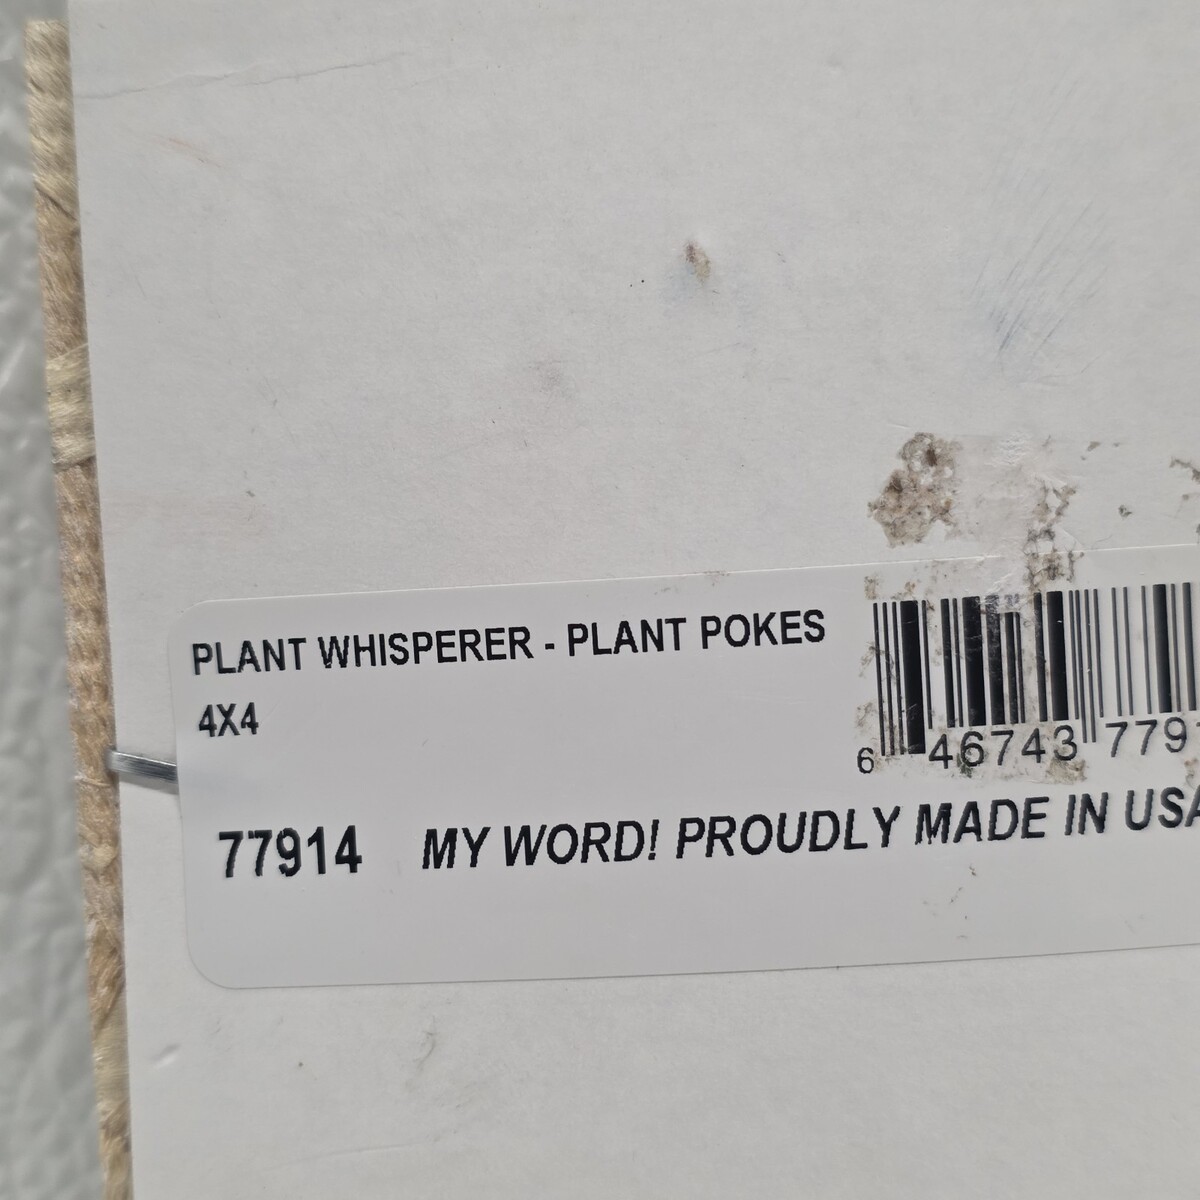 PLANT WHISPERER - PLANT POKES
4X4
6 46743 779
77914 MY WORD! PROUDLY MADE IN USA